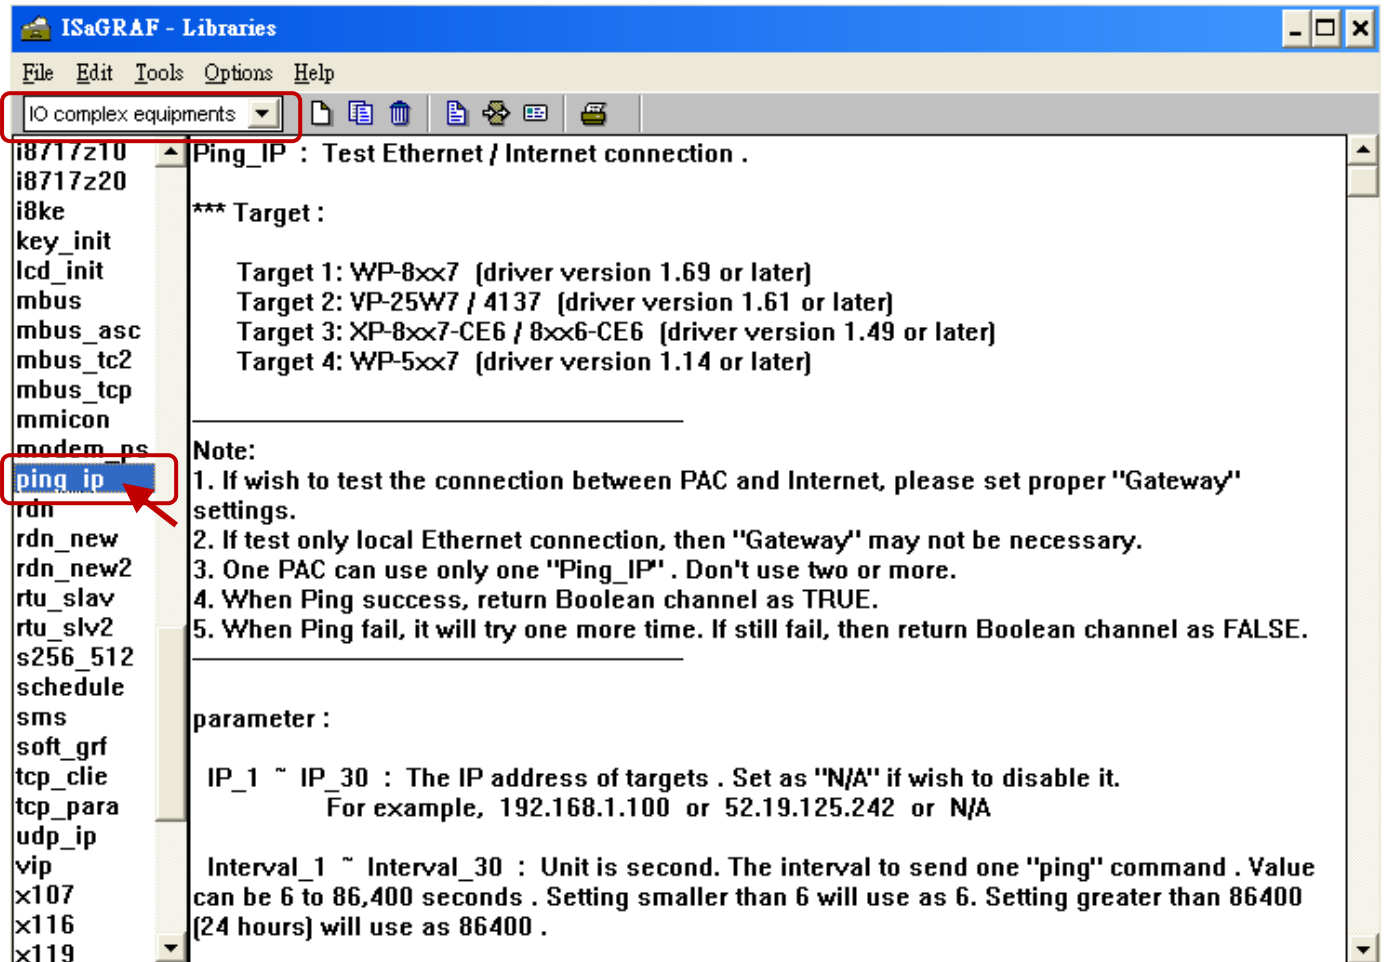 ISaGRAF - Libraries
File Edit Tools Options Help
IO complex equipments
i8717z10
i8717z20
i8ke
key_init
lcd_init
mbus
mbus_asc
mbus_tc2
mbus_tcp
mmicon
modem_ps
ping_ip
rdn
rdn_new
rdn_new2
rtu_slav
rtu_slv2
s256_512
schedule
sms
soft_grf
tcp_clie
tcp_para
udp_ip
vip
x107
x116
x119
Ping_IP : Test Ethernet / Internet connection .
*** Target :
Target 1: WP-8xx7 (driver version 1.69 or later)
Target 2: VP-25W7 / 4137 (driver version 1.61 or later)
Target 3: XP-8xx7-CE6 / 8xx6-CE6 (driver version 1.49 or later)
Target 4: WP-5xx7 (driver version 1.14 or later)
Note:
1. If wish to test the connection between PAC and Internet, please set proper "Gateway"
settings.
2. If test only local Ethernet connection, then "Gateway" may not be necessary.
3. One PAC can use only one "Ping_IP" . Don't use two or more.
4. When Ping success, return Boolean channel as TRUE.
5. When Ping fail, it will try one more time. If still fail, then return Boolean channel as FALSE.
parameter :
IP_1 ~ IP_30 : The IP address of targets . Set as "N/A" if wish to disable it.
For example, 192.168.1.100 or 52.19.125.242 or N/A
Interval_1 ~ Interval_30 : Unit is second. The interval to send one "ping" command . Value
can be 6 to 86,400 seconds . Setting smaller than 6 will use as 6. Setting greater than 86400
(24 hours) will use as 86400 .